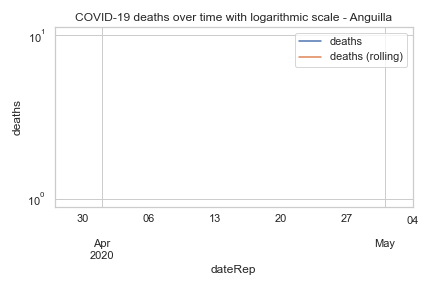 COVID-19 deaths over time with logarithmic scale - Anguilla
deaths
deaths (rolling)
10¹
10⁰
deaths
30 06 13 20 27 04
Apr May
2020
dateRep